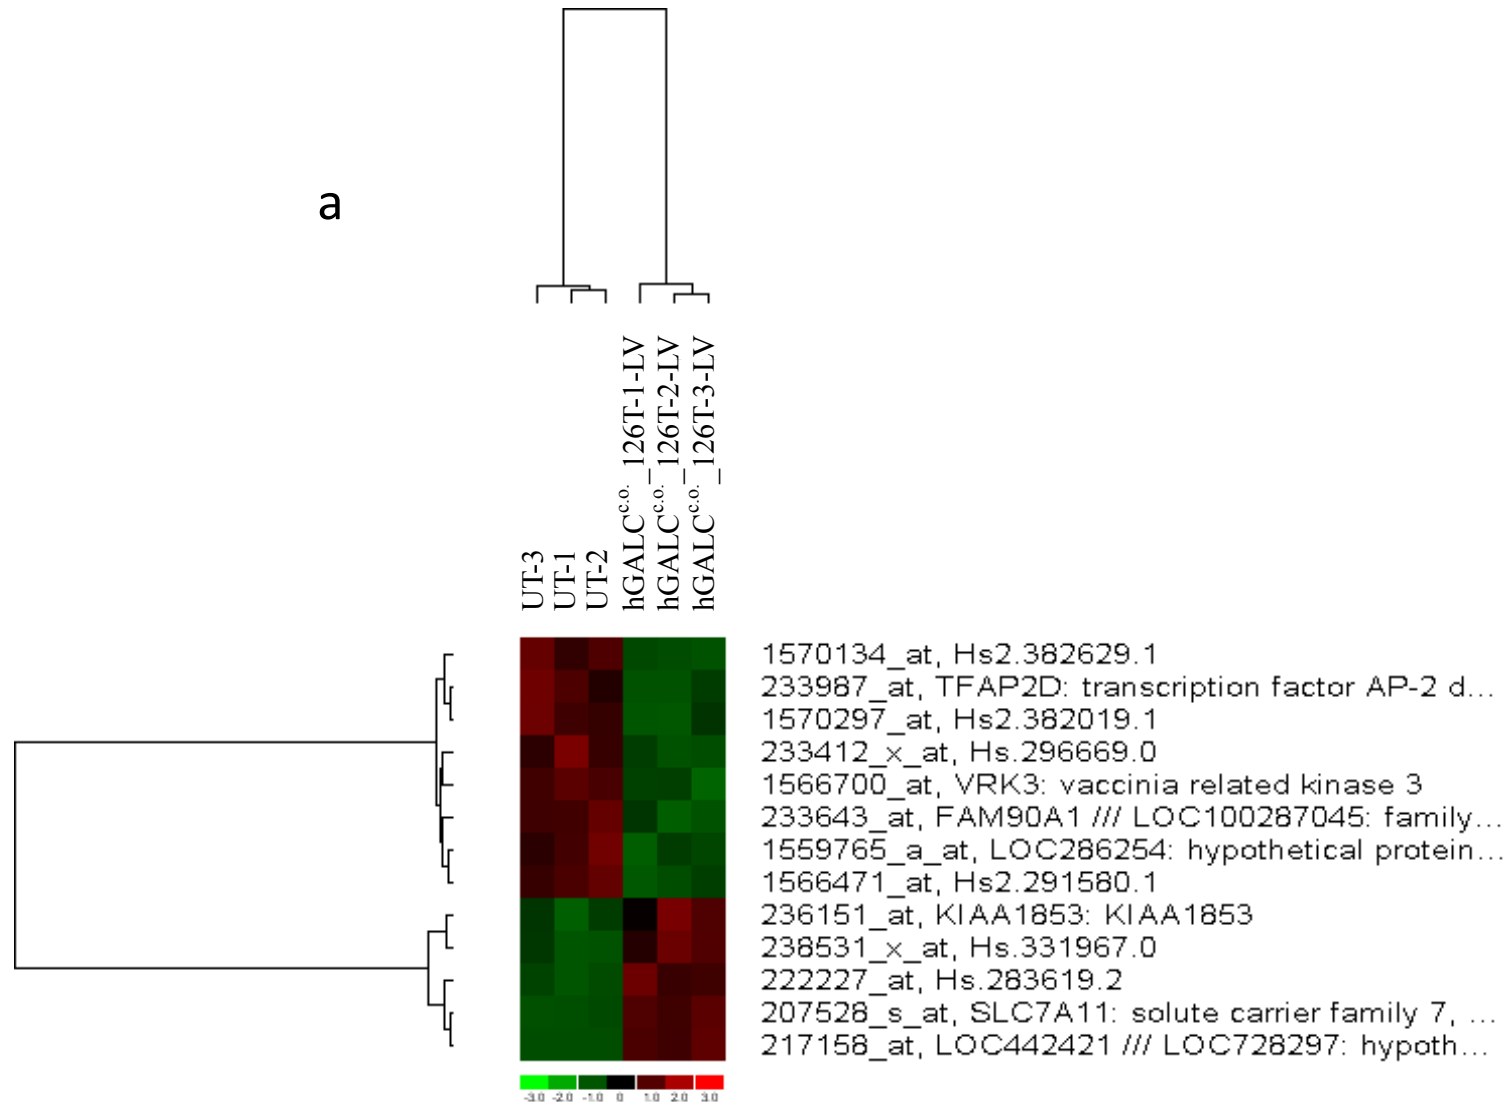 a
UT-3
UT-1
UT-2
hGALCc.o._126T-1-LV
hGALCc.o._126T-2-LV
hGALCc.o._126T-3-LV
1570134_at, Hs2.382629.1
233987_at, TFAP2D: transcription factor AP-2 d...
1570297_at, Hs2.382019.1
233412_x_at, Hs.296669.0
1566700_at, VRK3: vaccinia related kinase 3
233643_at, FAM90A1 /// LOC100287045: family...
1559765_a_at, LOC286254: hypothetical protein...
1566471_at, Hs2.291580.1
236151_at, KIAA1853: KIAA1853
238531_x_at, Hs.331967.0
222227_at, Hs.283619.2
207528_s_at, SLC7A11: solute carrier family 7, ...
217158_at, LOC442421 /// LOC728297: hypoth...
-3.0 -2.0 -1.0 0 1.0 2.0 3.0